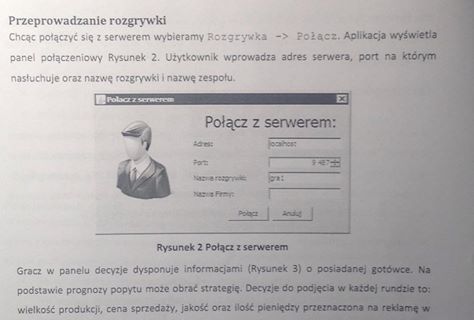 Przeprowadzanie rozgrywki
Chcąc połączyć się z serwerem wybieramy Rozgrywka -> Połącz. Aplikacja wyświetla
panel połączeniowy Rysunek 2. Użytkownik wprowadza adres serwera, port na którym
nasłuchuje oraz nazwę rozgrywki i nazwę zespołu.
Połącz z serwerem
Połącz z serwerem:
Adres: localhost
Port: 9 487
Nazwa rozgrywki: gra1
Nazwa Firmy:
Połącz Anuluj
Rysunek 2 Połącz z serwerem
Gracz w panelu decyzje dysponuje informacjami (Rysunek 3) o posiadanej gotówce. Na
podstawie prognozy popytu może obrać strategię. Decyzje do podjęcia w każdej rundzie to:
wielkość produkcji, cena sprzedaży, jakość oraz ilość pieniędzy przeznaczona na reklamę w